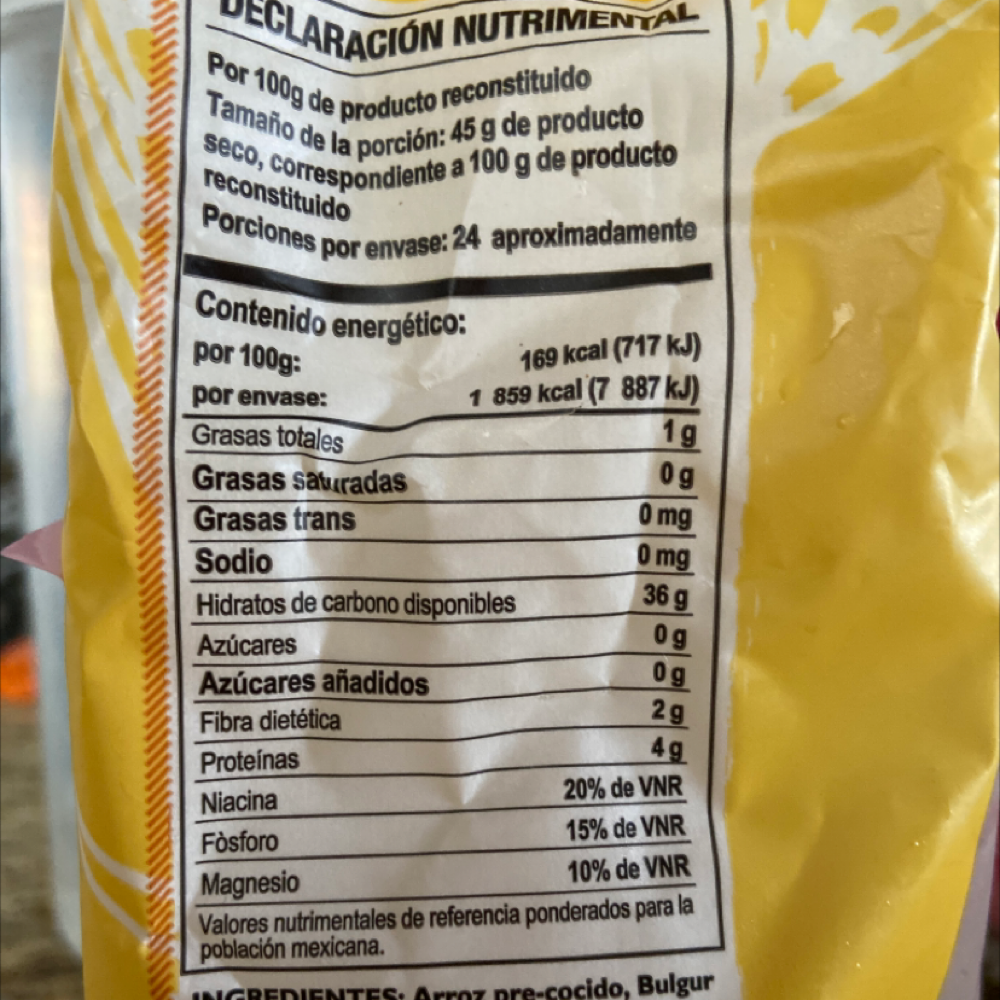 DECLARACIÓN NUTRIMENTAL
Por 100g de producto reconstituido
Tamaño de la porción: 45 g de producto
seco, correspondiente a 100 g de producto
reconstituido
Porciones por envase: 24 aproximadamente
Contenido energético:
por 100g: 169 kcal (717 kJ)
por envase: 1 859 kcal (7 887 kJ)
Grasas totales 1 g
Grasas saturadas 0 g
Grasas trans 0 mg
Sodio 0 mg
Hidratos de carbono disponibles 36 g
Azúcares 0 g
Azúcares añadidos 0 g
Fibra dietética 2 g
Proteínas 4 g
Niacina 20% de VNR
Fòsforo 15% de VNR
Magnesio 10% de VNR
Valores nutrimentales de referencia ponderados para la
población mexicana.
INGREDIENTES: Arroz pre-cocido, Bulgur